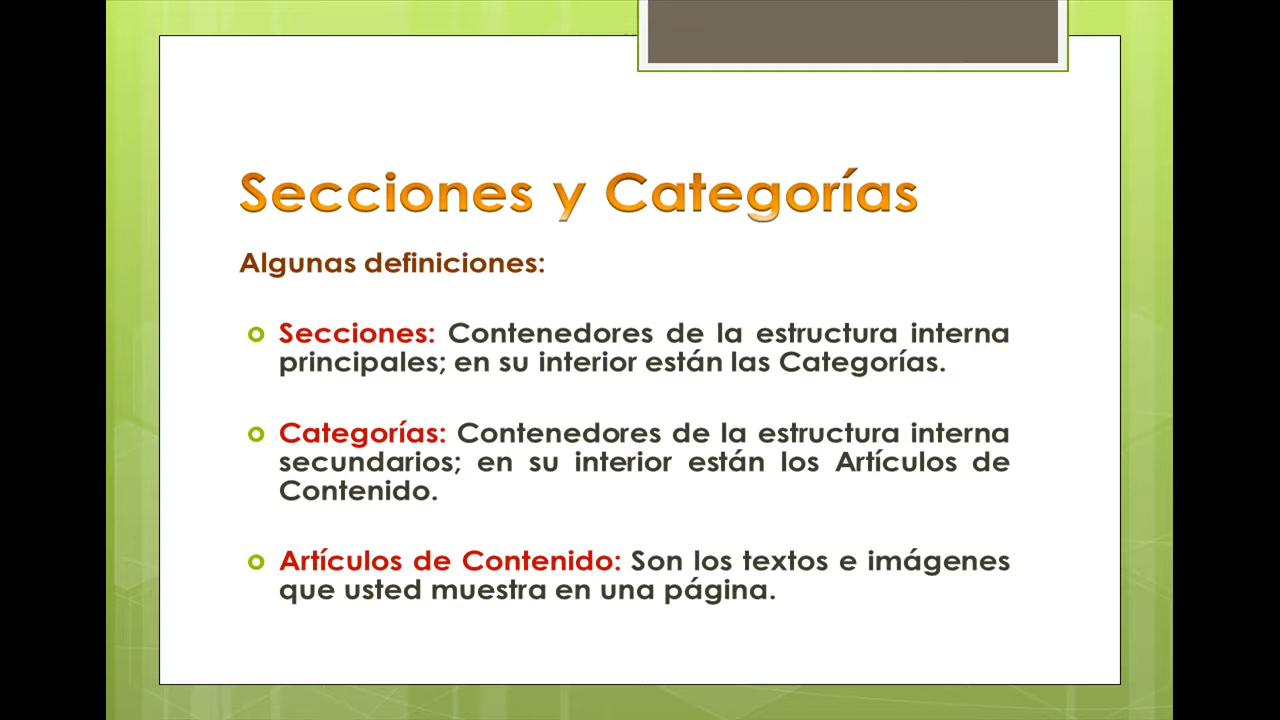 Secciones y Categorías
Algunas definiciones:
Secciones: Contenedores de la estructura interna
principales; en su interior están las Categorías.
Categorías: Contenedores de la estructura interna
secundarios; en su interior están los Artículos de
Contenido.
Artículos de Contenido: Son los textos e imágenes
que usted muestra en una página.